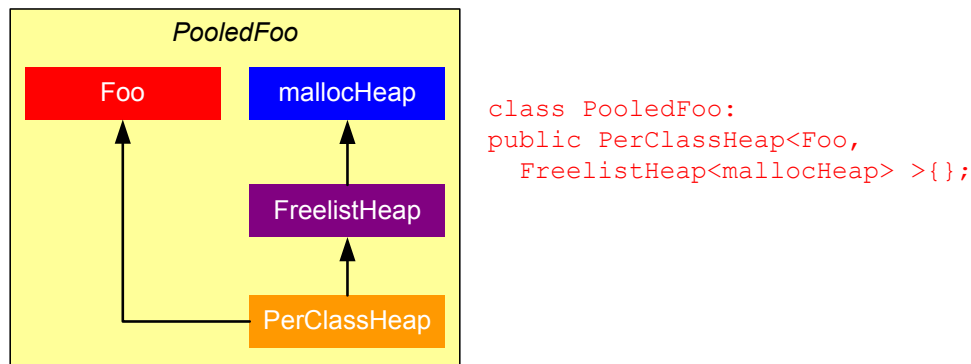 PooledFoo
Foo
mallocHeap
FreelistHeap
PerClassHeap
class PooledFoo:
public PerClassHeap<Foo,
  FreelistHeap<mallocHeap> >{};